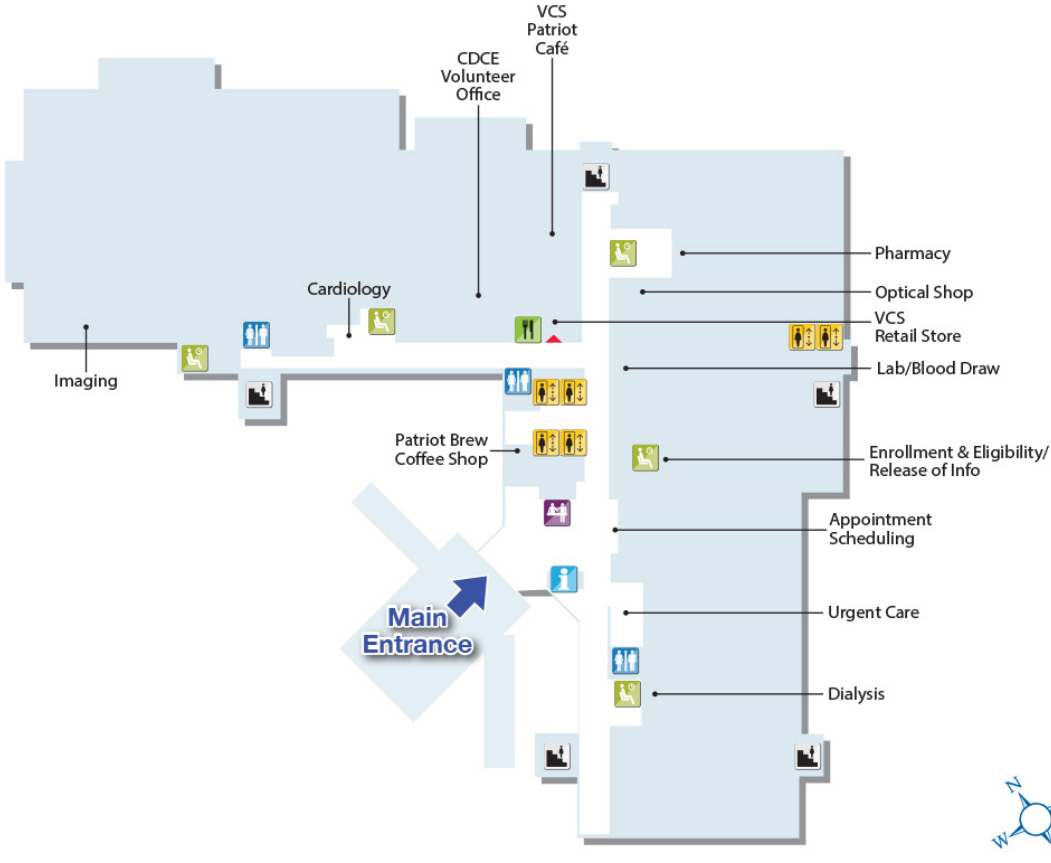 VCS
Patriot
Café
CDCE
Volunteer
Office
Pharmacy
Cardiology
Optical Shop
VCS
Retail Store
Imaging
Lab/Blood Draw
Patriot Brew
Coffee Shop
Enrollment & Eligibility/
Release of Info
Appointment
Scheduling
i
Main
Entrance
Urgent Care
Dialysis
N
W